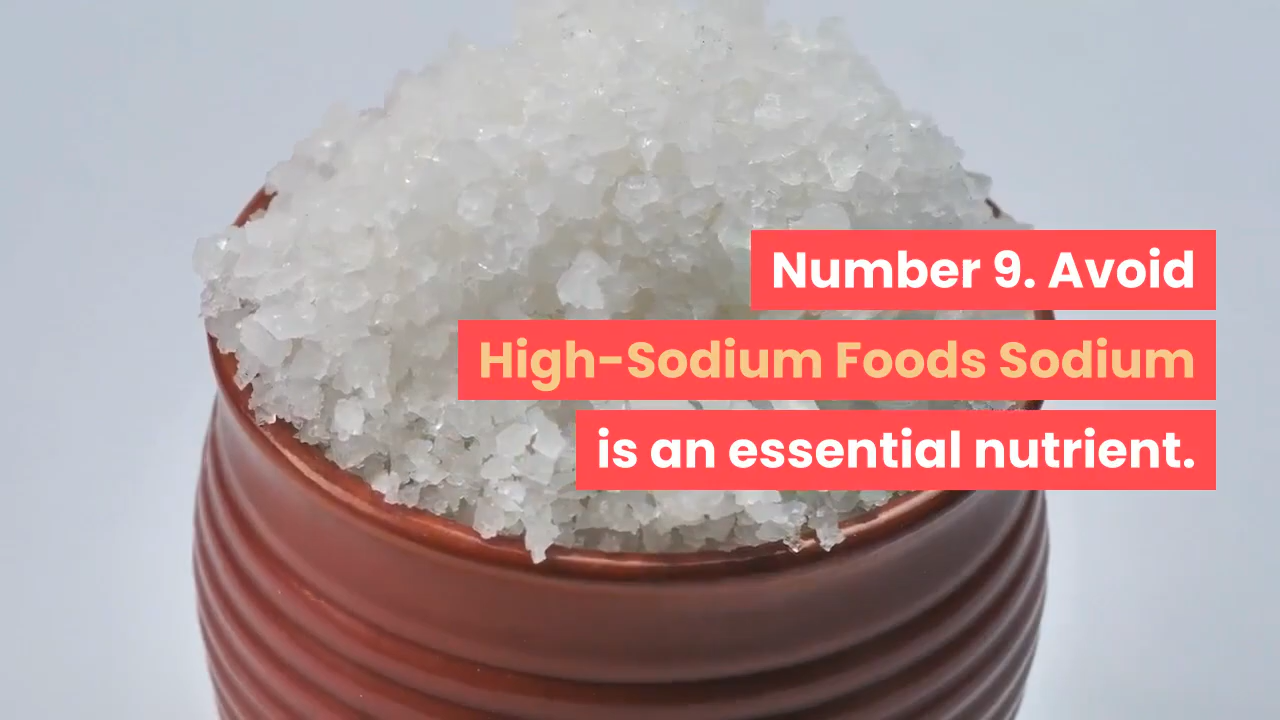 Number 9. Avoid
High-Sodium Foods Sodium
is an essential nutrient.